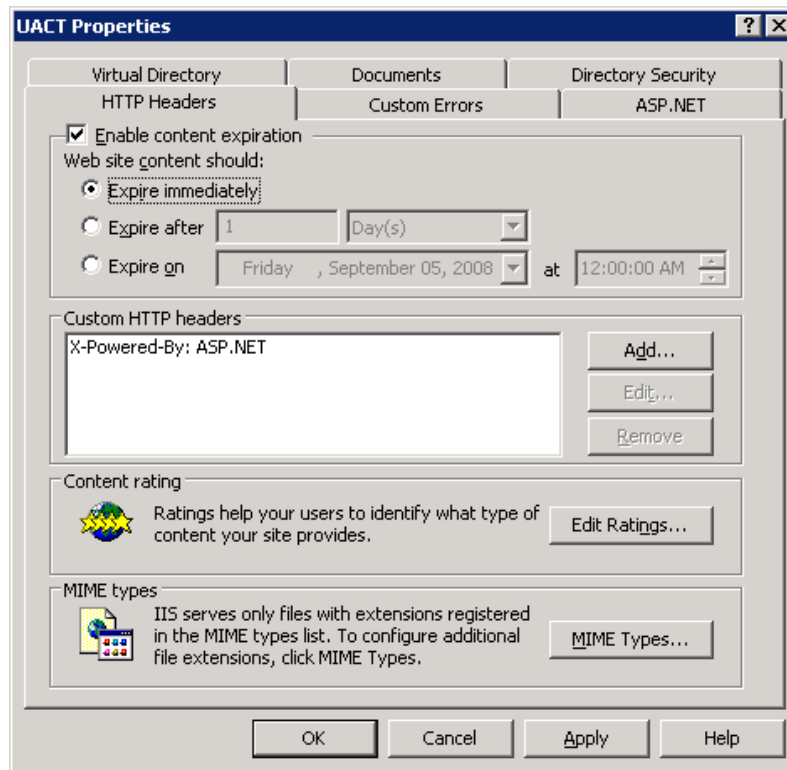 UACT Properties
Virtual Directory Documents Directory Security
HTTP Headers Custom Errors ASP.NET
Enable content expiration
Web site content should:
Expire immediately
Expire after 1 Day(s)
Expire on Friday , September 05, 2008 at 12:00:00 AM
Custom HTTP headers
X-Powered-By: ASP.NET
Add...
Edit...
Remove
Content rating
Ratings help your users to identify what type of
content your site provides.
Edit Ratings...
MIME types
IIS serves only files with extensions registered
in the MIME types list. To configure additional
file extensions, click MIME Types.
MIME Types...
OK Cancel Apply Help